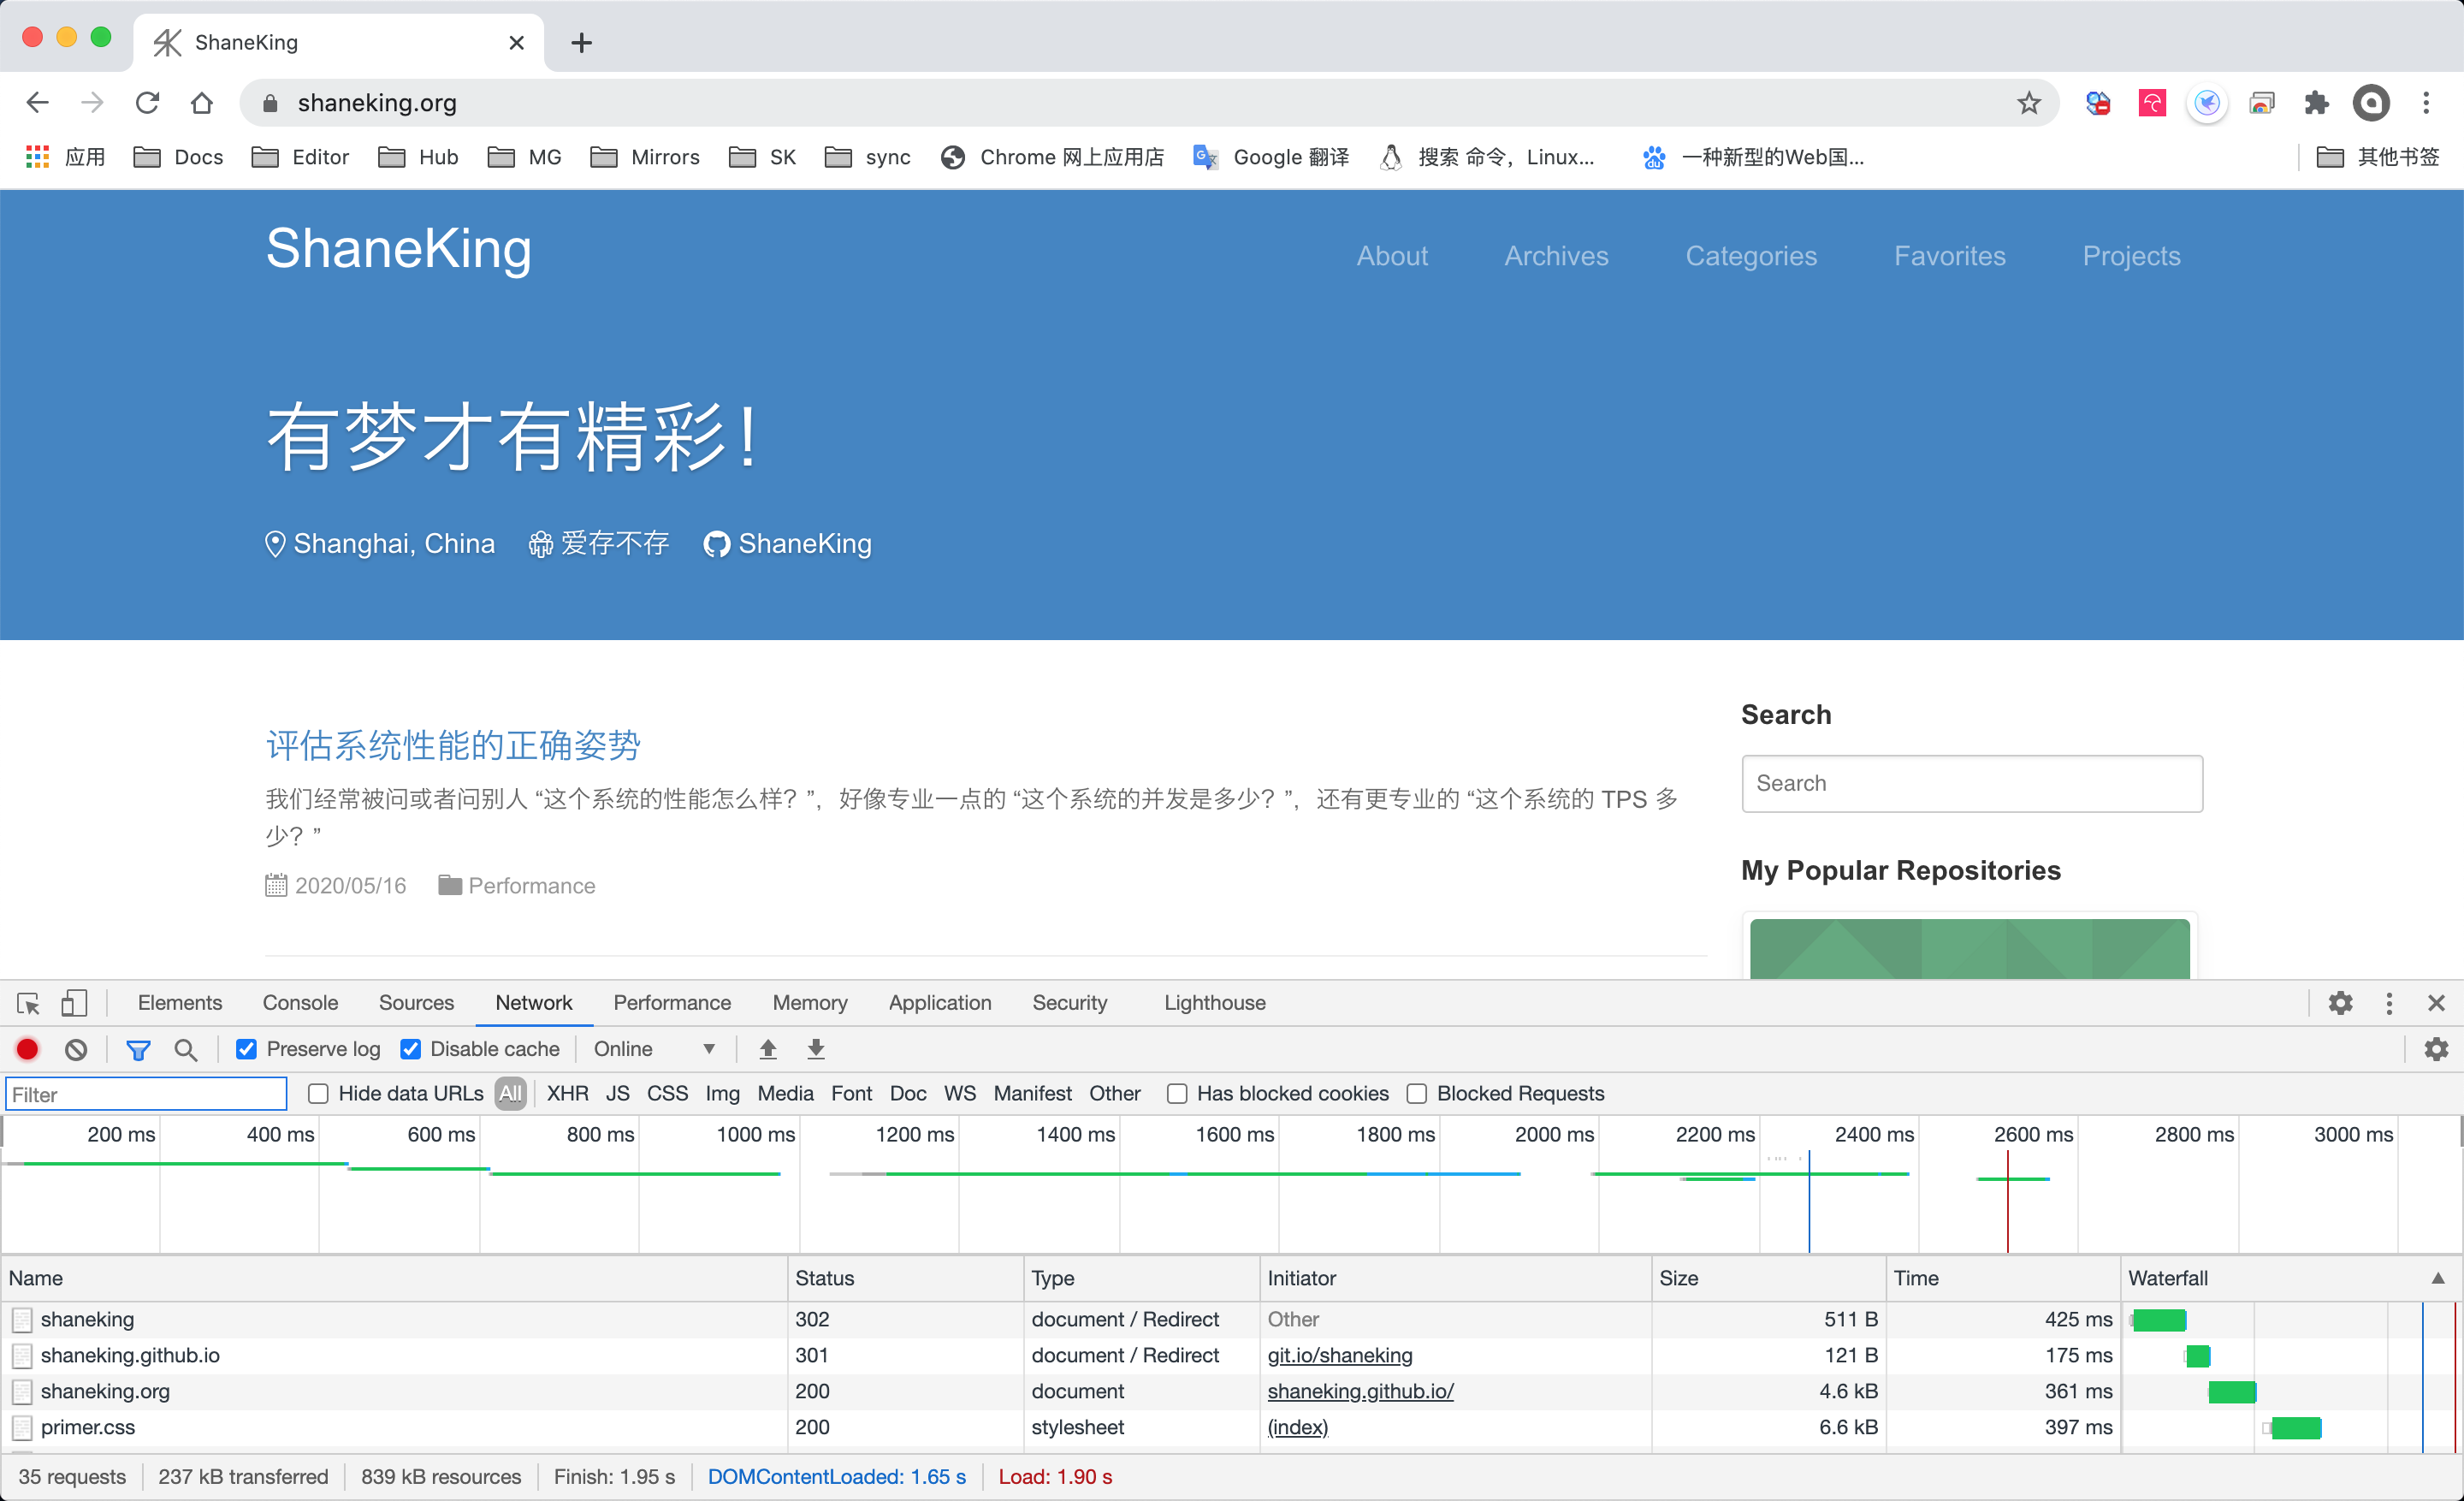 ShaneKing
shaneking.org
应用 Docs Editor Hub MG Mirrors SK sync Chrome 网上应用店 Google 翻译 搜索 命令，Linux... 一种新型的Web国... 其他书签
ShaneKing About Archives Categories Favorites Projects
有梦才有精彩！
Shanghai, China 爱存不存 ShaneKing
评估系统性能的正确姿势
我们经常被问或者问别人 “这个系统的性能怎么样？”，好像专业一点的 “这个系统的并发是多少？”，还有更专业的 “这个系统的 TPS 多
少？”
2020/05/16 Performance
Search
Search
My Popular Repositories
Elements Console Sources Network Performance Memory Application Security Lighthouse
Preserve log Disable cache Online
Filter Hide data URLs All XHR JS CSS Img Media Font Doc WS Manifest Other Has blocked cookies Blocked Requests
200 ms 400 ms 600 ms 800 ms 1000 ms 1200 ms 1400 ms 1600 ms 1800 ms 2000 ms 2200 ms 2400 ms 2600 ms 2800 ms 3000 ms
Name Status Type Initiator Size Time Waterfall
shaneking 302 document / Redirect Other 511 B 425 ms
shaneking.github.io 301 document / Redirect git.io/shaneking 121 B 175 ms
shaneking.org 200 document shaneking.github.io/ 4.6 kB 361 ms
primer.css 200 stylesheet (index) 6.6 kB 397 ms
35 requests 237 kB transferred 839 kB resources Finish: 1.95 s DOMContentLoaded: 1.65 s Load: 1.90 s